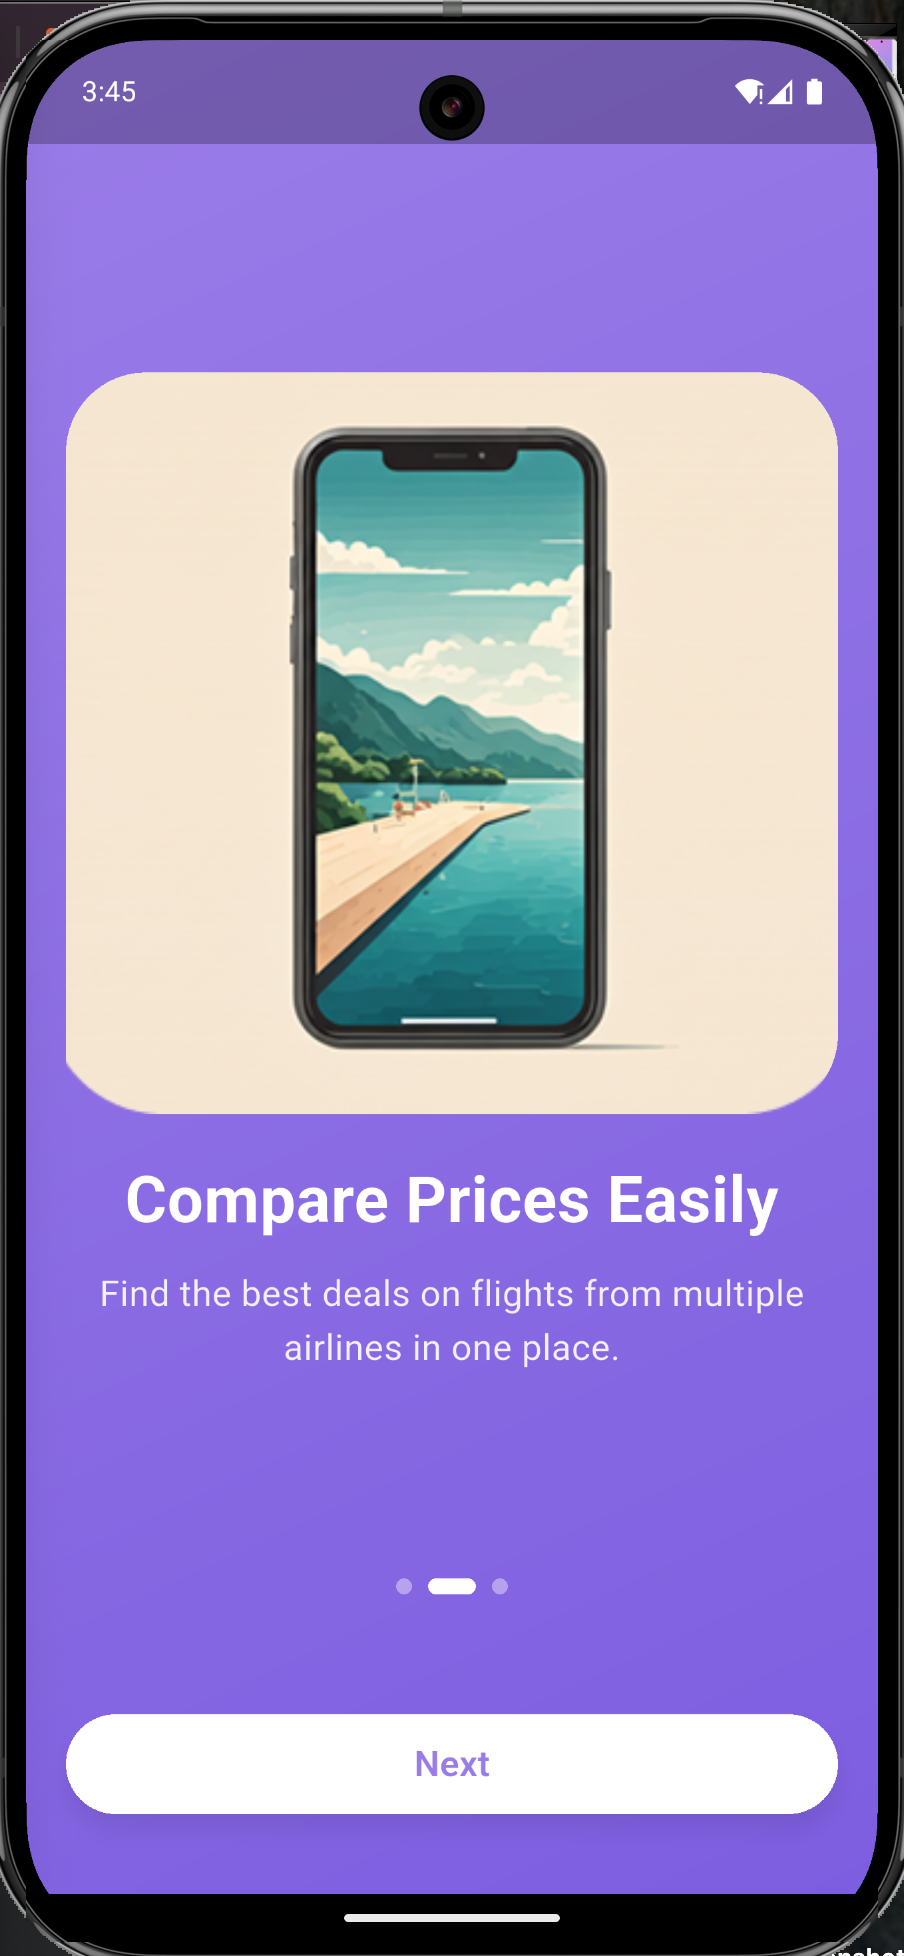 3:45
Compare Prices Easily
Find the best deals on flights from multiple
airlines in one place.
Next